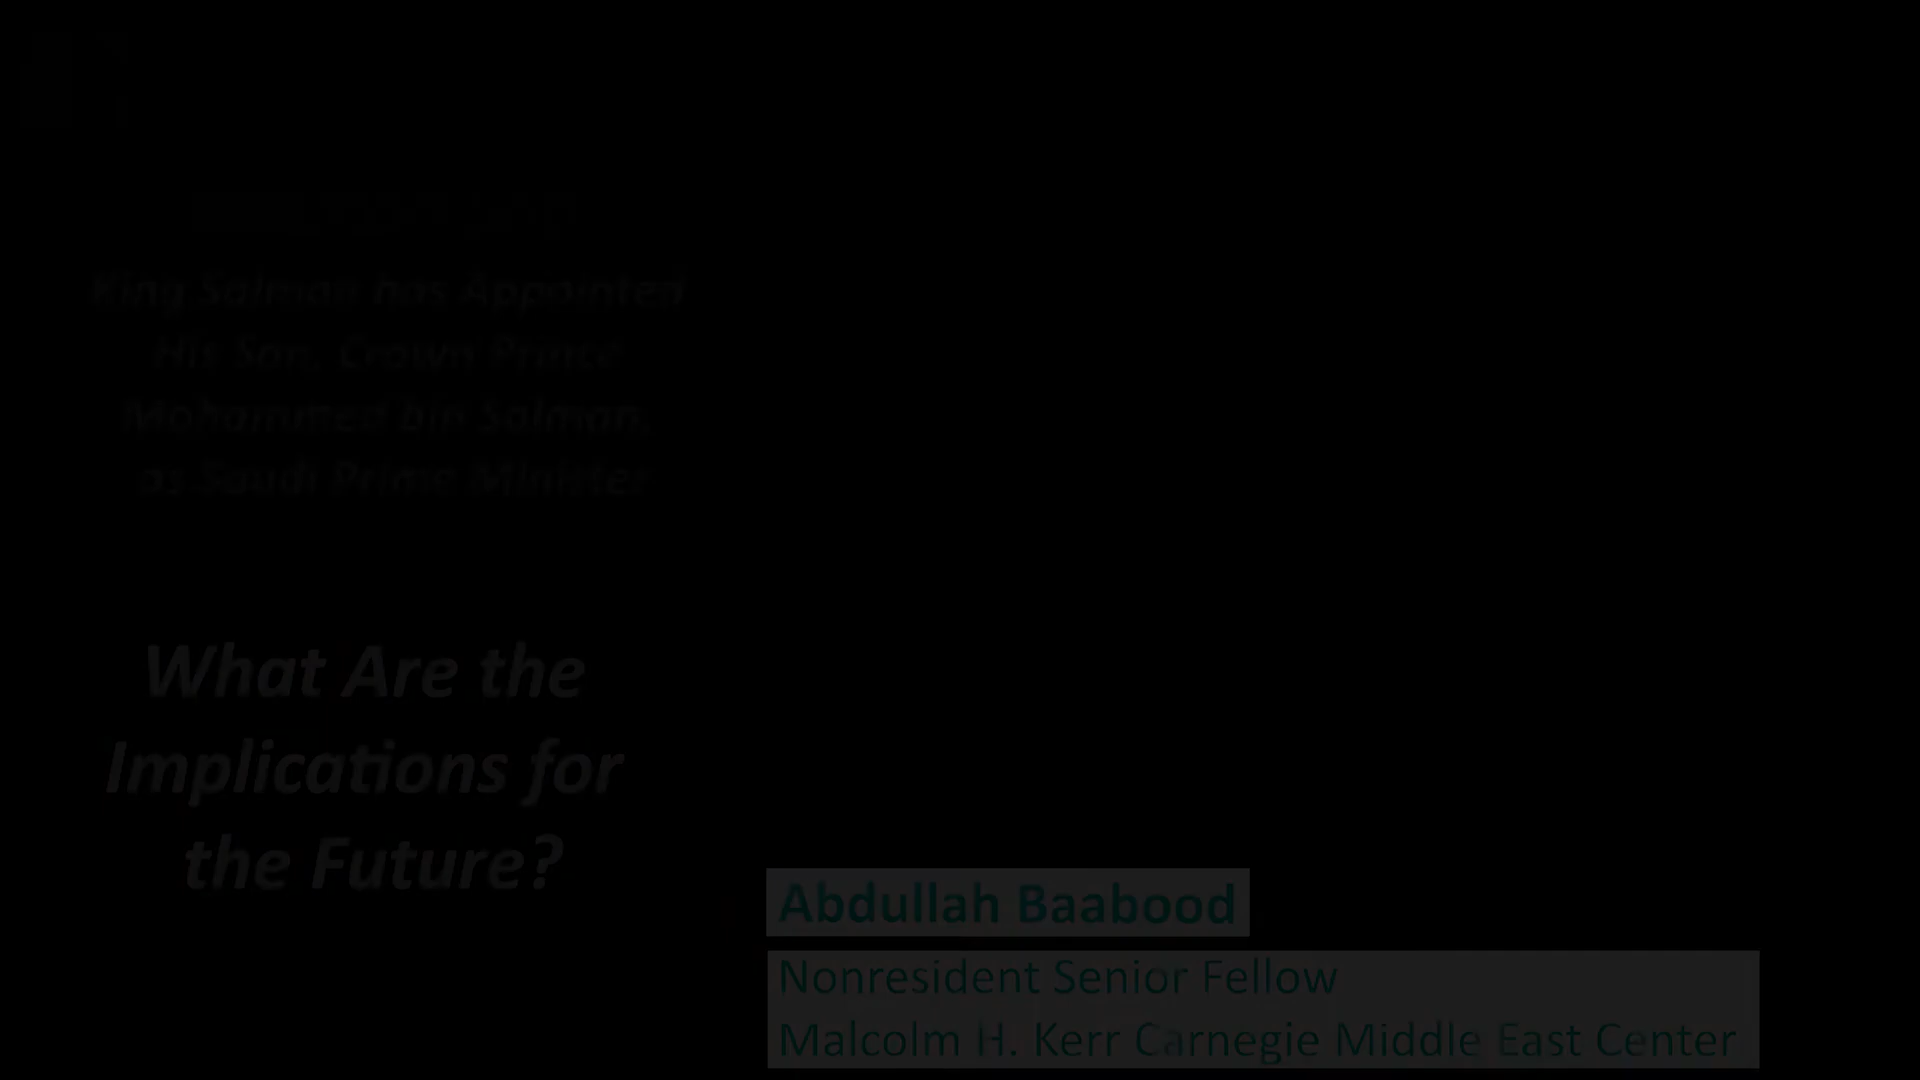 King Salman has Appointed
His Son, Crown Prince
Mohammed bin Salman,
as Saudi Prime Minister
What Are the
Implications for
the Future?
Abdullah Baabood
Nonresident Senior Fellow
Malcolm H. Kerr Carnegie Middle East Center